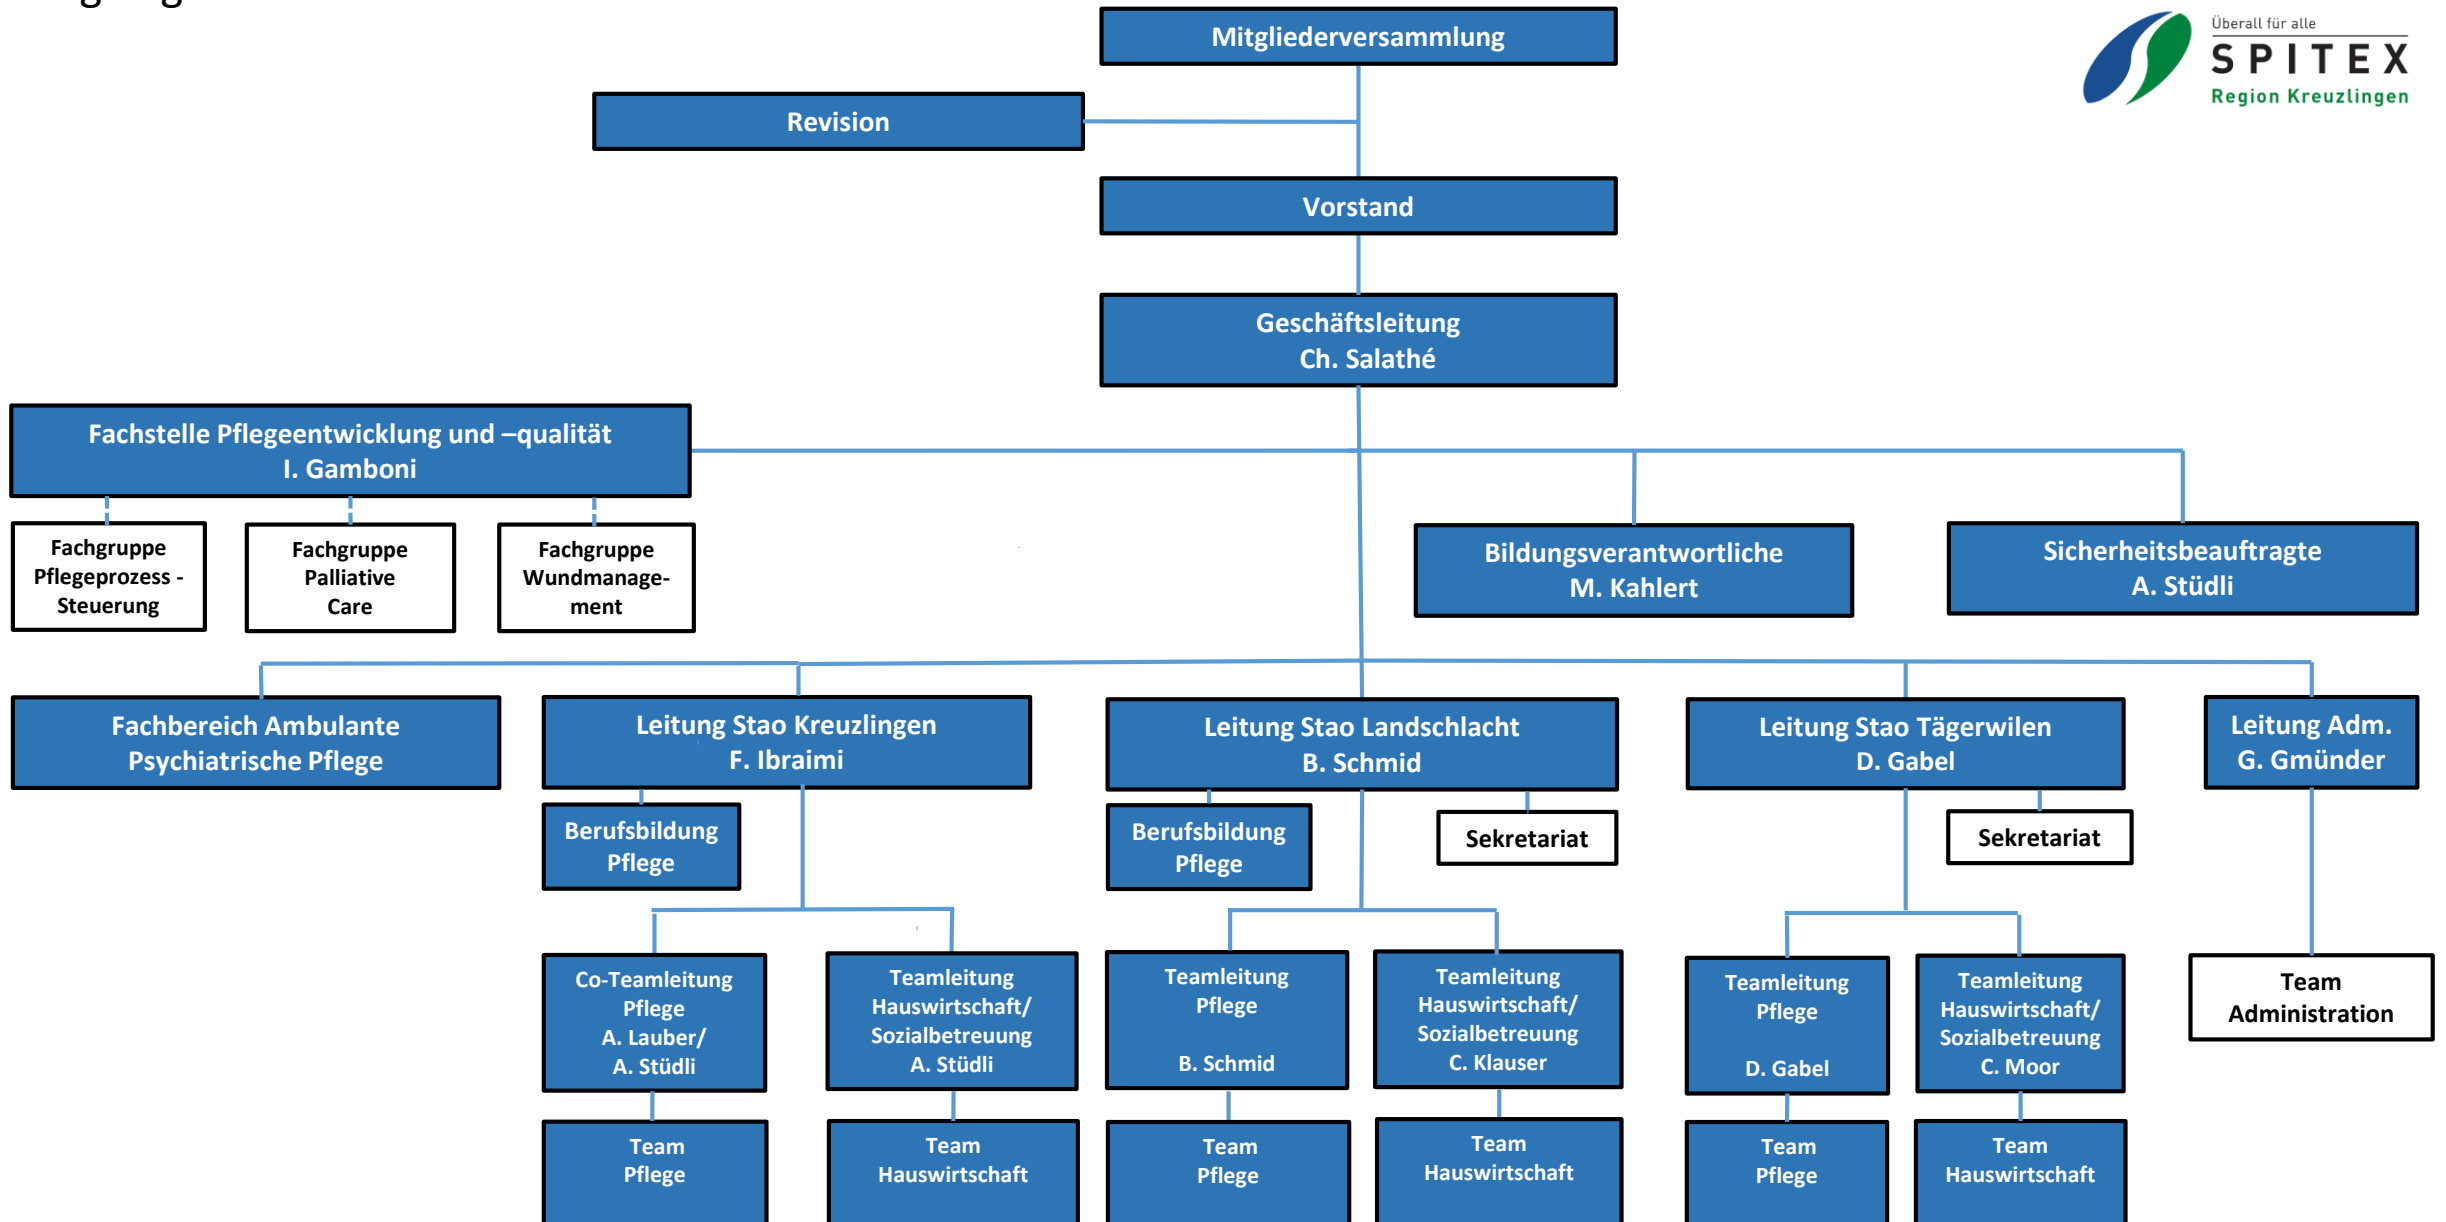 Mitgliederversammlung
Überall für alle
SPITEX
Region Kreuzlingen
Revision
Vorstand
Geschäftsleitung
Ch. Salathé
Fachstelle Pflegeentwicklung und –qualität
I. Gamboni
Fachgruppe
Pflegeprozess -
Steuerung
Fachgruppe
Palliative
Care
Fachgruppe
Wundmanage-
ment
Bildungsverantwortliche
M. Kahlert
Sicherheitsbeauftragte
A. Stüdli
Fachbereich Ambulante
Psychiatrische Pflege
Leitung Stao Kreuzlingen
F. Ibraimi
Leitung Stao Landschlacht
B. Schmid
Leitung Stao Tägerwilen
D. Gabel
Leitung Adm.
G. Gmünder
Berufsbildung
Pflege
Berufsbildung
Pflege
Sekretariat
Sekretariat
Co-Teamleitung
Pflege
A. Lauber/
A. Stüdli
Teamleitung
Hauswirtschaft/
Sozialbetreuung
A. Stüdli
Teamleitung
Pflege
B. Schmid
Teamleitung
Hauswirtschaft/
Sozialbetreuung
C. Klauser
Teamleitung
Pflege
D. Gabel
Teamleitung
Hauswirtschaft/
Sozialbetreuung
C. Moor
Team
Administration
Team
Pflege
Team
Hauswirtschaft
Team
Pflege
Team
Hauswirtschaft
Team
Pflege
Team
Hauswirtschaft